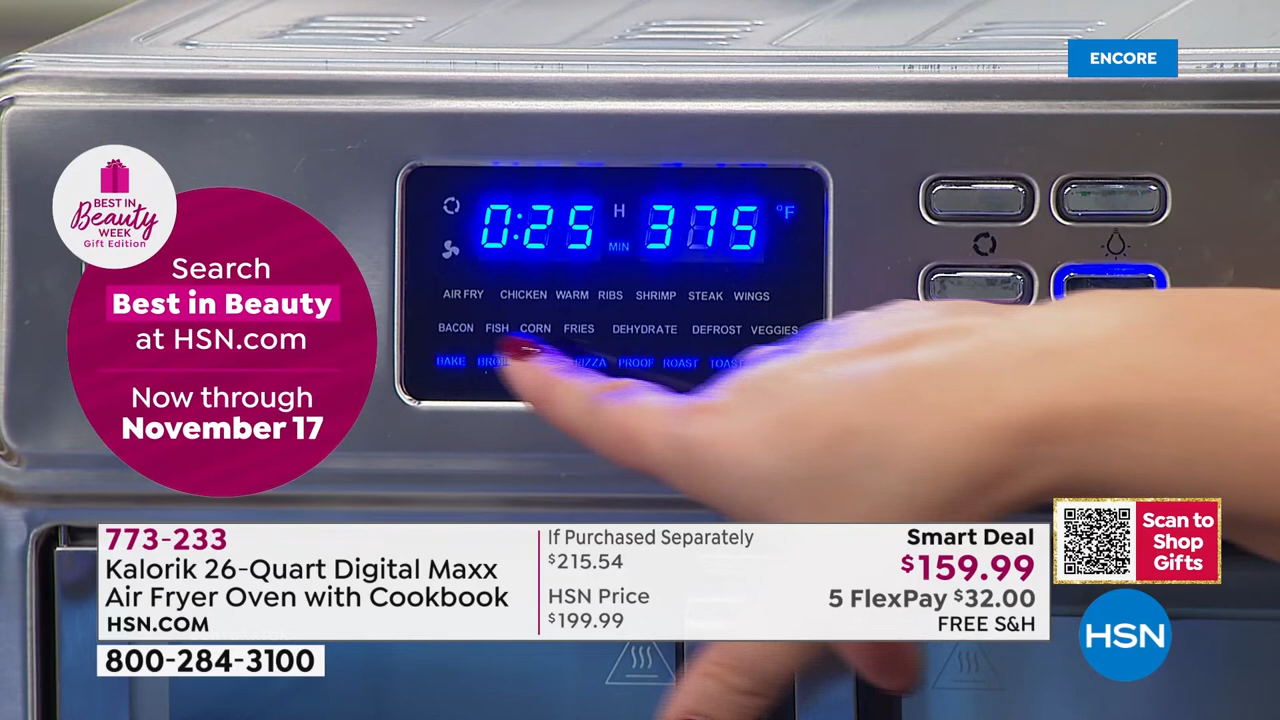 ENCORE
BEST IN
Beauty
WEEK
Gift Edition
Search
Best in Beauty
at HSN.com
Now through
November 17
0:25 H MIN 375 °F
AIR FRY CHICKEN WARM RIBS SHRIMP STEAK WINGS
BACON FISH CORN FRIES DEHYDRATE DEFROST VEGGIES
BAKE PIZZA PROOF ROAST
773-233
Kalorik 26-Quart Digital Maxx
Air Fryer Oven with Cookbook
HSN.COM
If Purchased Separately
$215.54
HSN Price
$199.99
Smart Deal
$159.99
5 FlexPay $32.00
FREE S&H
800-284-3100
Scan to
Shop
Gifts
HSN